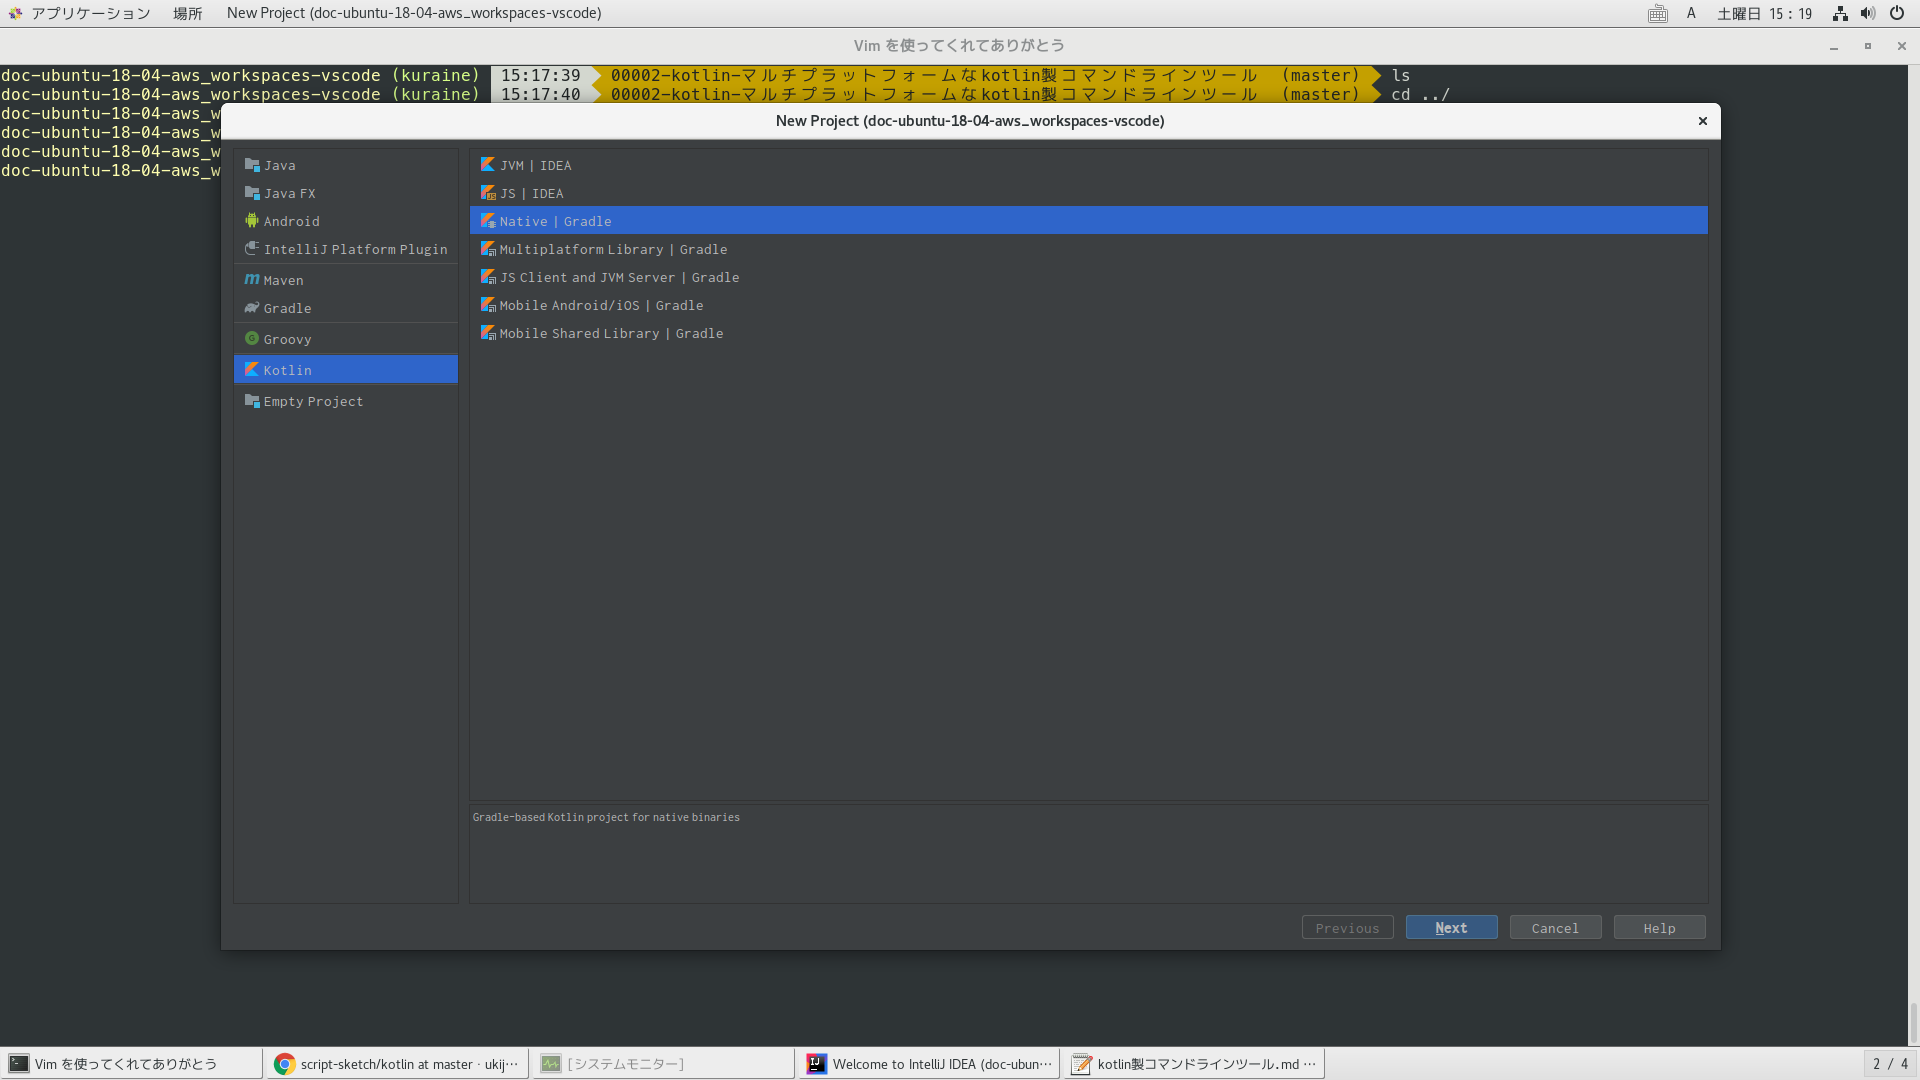 アプリケーション 場所 New Project (doc-ubuntu-18-04-aws_workspaces-vscode) A 土曜日 15：19
Vim を使ってくれてありがとう
doc-ubuntu-18-04-aws_workspaces-vscode (kuraine) 15:17:39 00002-kotlin-マルチプラットフォームなkotlin製コマンドラインツール (master) ls
doc-ubuntu-18-04-aws_workspaces-vscode (kuraine) 15:17:40 00002-kotlin-マルチプラットフォームなkotlin製コマンドラインツール (master) cd ../
doc-ubuntu-18-04-aws_w
doc-ubuntu-18-04-aws_w
doc-ubuntu-18-04-aws_w
doc-ubuntu-18-04-aws_w
New Project (doc-ubuntu-18-04-aws_workspaces-vscode)
Java
Java FX
Android
IntelliJ Platform Plugin
Maven
Gradle
Groovy
Kotlin
Empty Project
JVM | IDEA
JS | IDEA
Native | Gradle
Multiplatform Library | Gradle
JS Client and JVM Server | Gradle
Mobile Android/iOS | Gradle
Mobile Shared Library | Gradle
Gradle-based Kotlin project for native binaries
Previous Next Cancel Help
Vim を使ってくれてありがとう script-sketch/kotlin at master · ukij… [システムモニター] Welcome to IntelliJ IDEA (doc-ubun… kotlin製コマンドラインツール.md … 2 / 4